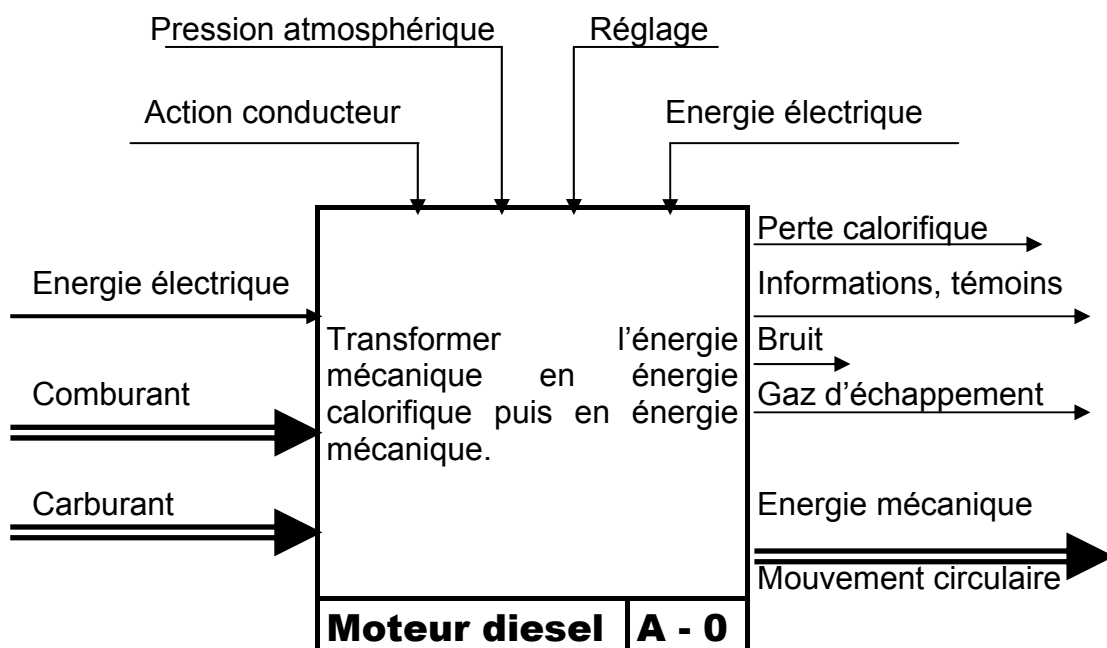 Pression atmosphérique
Réglage
Action conducteur
Energie électrique
Energie électrique
Comburant
Carburant
Transformer l’énergie
mécanique en énergie
calorifique puis en énergie
mécanique.
Perte calorifique
Informations, témoins
Bruit
Gaz d’échappement
Energie mécanique
Mouvement circulaire
Moteur diesel
A - 0